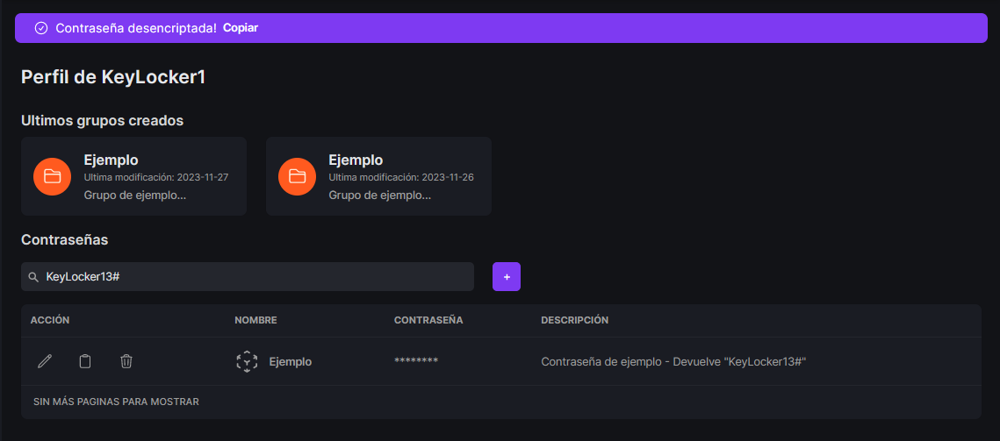 Contraseña desencriptada! Copiar
Perfil de KeyLocker1
Ultimos grupos creados
Ejemplo
Ultima modificación: 2023-11-27
Grupo de ejemplo...
Ejemplo
Ultima modificación: 2023-11-26
Grupo de ejemplo...
Contraseñas
KeyLocker13#
+
ACCIÓN NOMBRE CONTRASEÑA DESCRIPCIÓN
Ejemplo ******** Contraseña de ejemplo - Devuelve "KeyLocker13#"
SIN MÁS PAGINAS PARA MOSTRAR